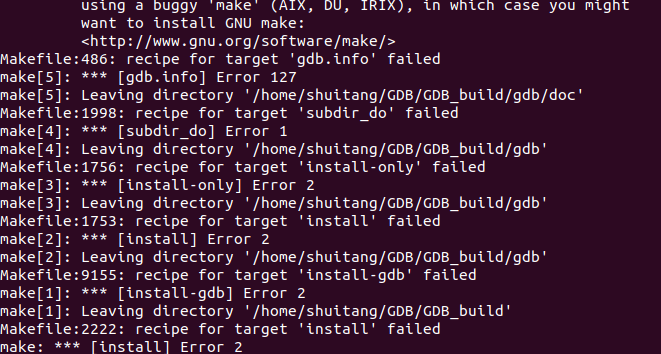 using a buggy 'make' (AIX, DU, IRIX), in which case you might
want to install GNU make:
<http://www.gnu.org/software/make/>
Makefile:486: recipe for target 'gdb.info' failed
make[5]: *** [gdb.info] Error 127
make[5]: Leaving directory '/home/shuitang/GDB/GDB_build/gdb/doc'
Makefile:1998: recipe for target 'subdir_do' failed
make[4]: *** [subdir_do] Error 1
make[4]: Leaving directory '/home/shuitang/GDB/GDB_build/gdb'
Makefile:1756: recipe for target 'install-only' failed
make[3]: *** [install-only] Error 2
make[3]: Leaving directory '/home/shuitang/GDB/GDB_build/gdb'
Makefile:1753: recipe for target 'install' failed
make[2]: *** [install] Error 2
make[2]: Leaving directory '/home/shuitang/GDB/GDB_build/gdb'
Makefile:9155: recipe for target 'install-gdb' failed
make[1]: *** [install-gdb] Error 2
make[1]: Leaving directory '/home/shuitang/GDB/GDB_build'
Makefile:2222: recipe for target 'install' failed
make: *** [install] Error 2